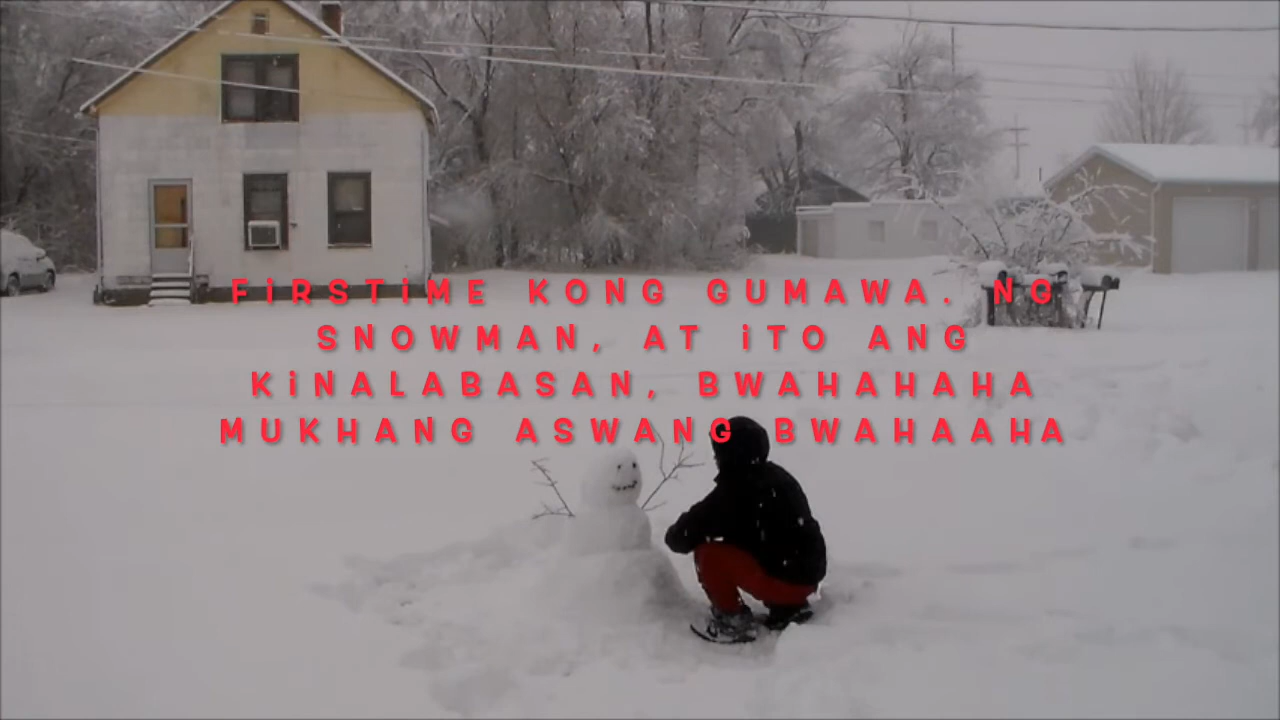 FiRSTiME KONG GUMAWA. NG
SNOWMAN, AT iTO ANG
KiNALABASAN, BWAHAHAHA
MUKHANG ASWANG BWAHAAHA